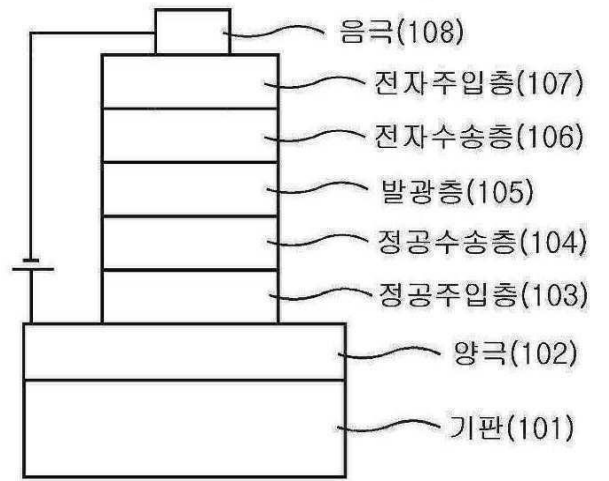 음극(108)
전자주입층(107)
전자수송층(106)
발광층(105)
정공수송층(104)
정공주입층(103)
양극(102)
기판(101)